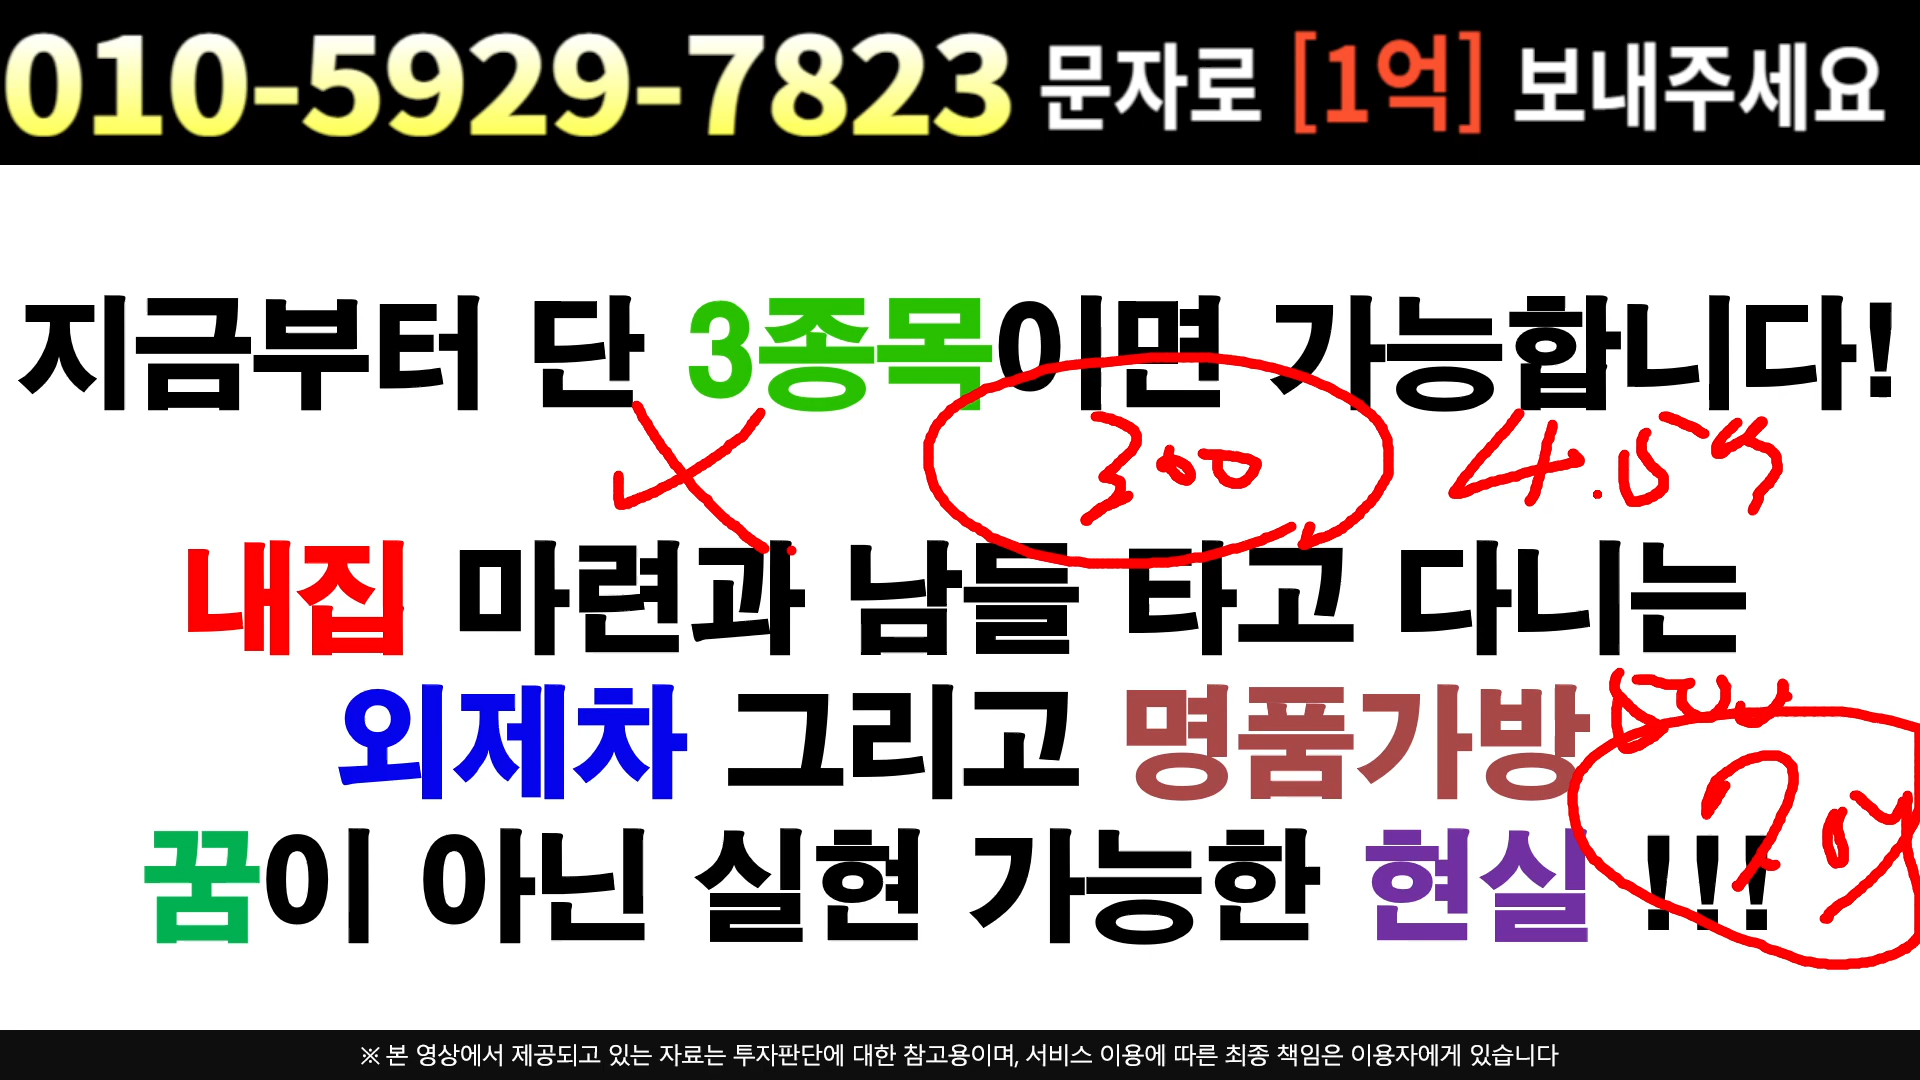 010-5929-7823 문자로 [1억] 보내주세요
지금부터 단 3종목이면 가능합니다!
300 4.5억
내집 마련과 남들 타고 다니는
외제차 그리고 명품가방
꿈이 아닌 실현 가능한 현실 !!!
※ 본 영상에서 제공되고 있는 자료는 투자판단에 대한 참고용이며, 서비스 이용에 따른 최종 책임은 이용자에게 있습니다